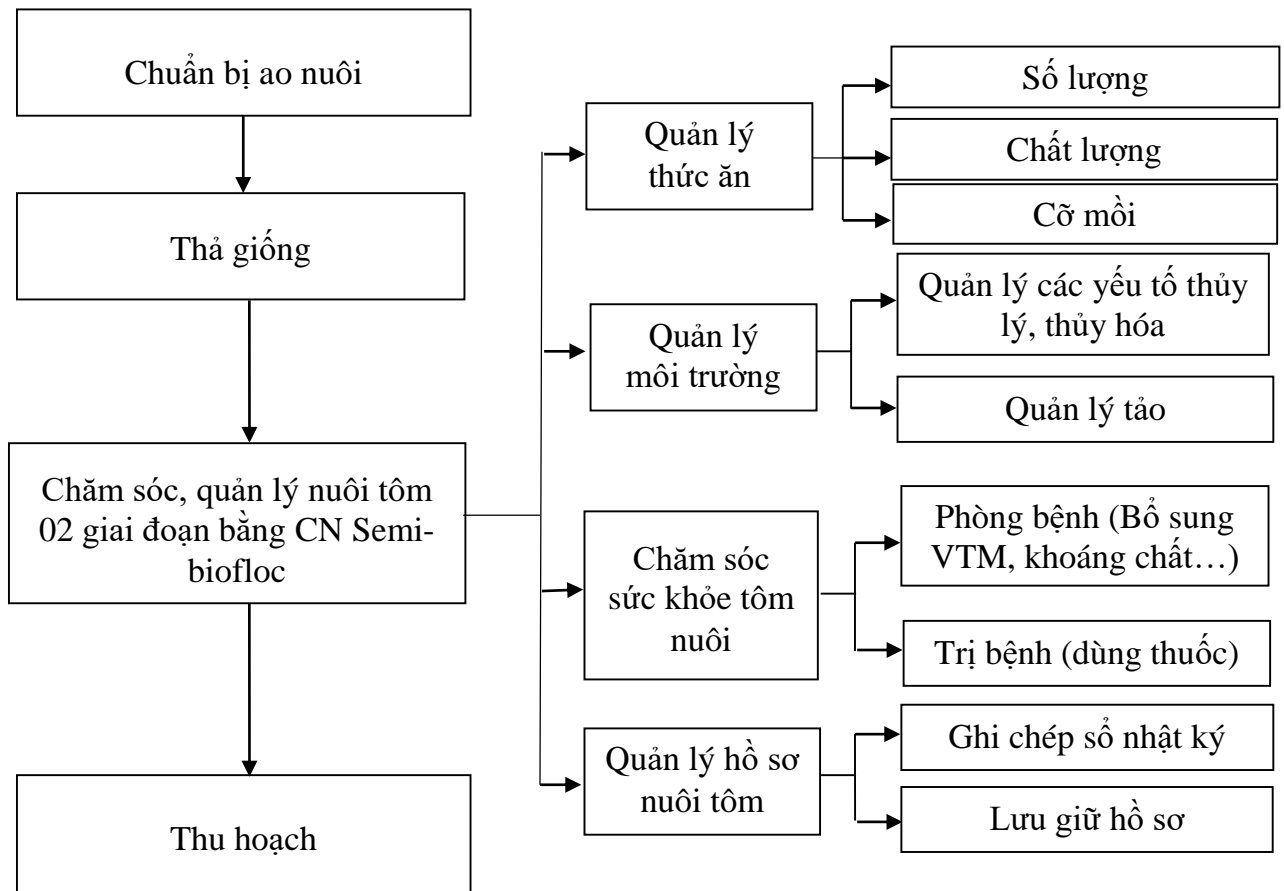 Chuẩn bị ao nuôi
Thả giống
Chăm sóc, quản lý nuôi tôm
02 giai đoạn bằng CN Semi-
biofloc
Thu hoạch
Quản lý
thức ăn
Số lượng
Chất lượng
Cỡ mồi
Quản lý
môi trường
Quản lý các yếu tố thủy
lý, thủy hóa
Quản lý tảo
Chăm sóc
sức khỏe tôm
nuôi
Phòng bệnh (Bổ sung
VTM, khoáng chất…)
Trị bệnh (dùng thuốc)
Quản lý hồ sơ
nuôi tôm
Ghi chép sổ nhật ký
Lưu giữ hồ sơ